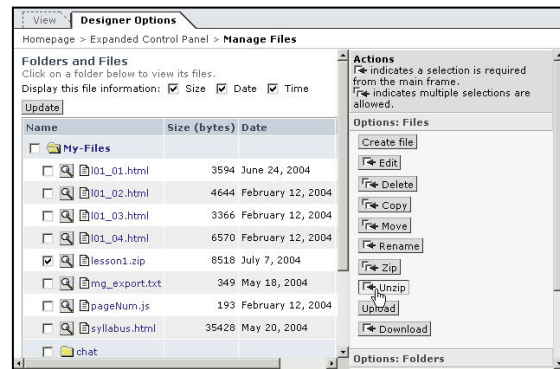 View
Designer Options
Homepage > Expanded Control Panel > Manage Files
Folders and Files
Click on a folder below to view its files.
Display this file information: Size Date Time
Update
Name Size (bytes) Date
My-Files
l01_01.html 3594 June 24, 2004
l01_02.html 4644 February 12, 2004
l01_03.html 3366 February 12, 2004
l01_04.html 6570 February 12, 2004
lesson1.zip 8518 July 7, 2004
mg_export.txt 349 May 18, 2004
pageNum.js 193 February 12, 2004
syllabus.html 35428 May 20, 2004
chat
Actions
indicates a selection is required
from the main frame.
indicates multiple selections are
allowed.
Options: Files
Create file
Edit
Delete
Copy
Move
Rename
Zip
Unzip
Upload
Download
Options: Folders